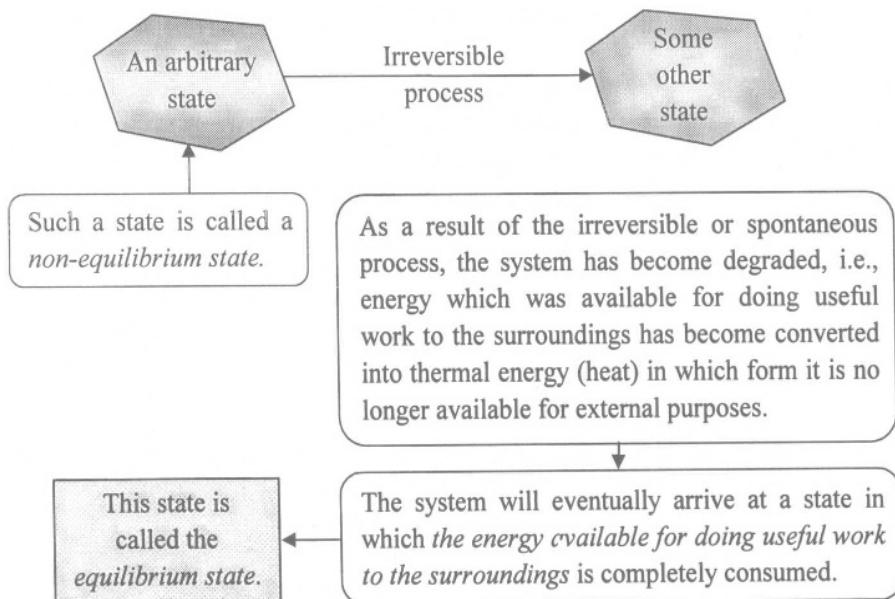 An arbitrary
state
Irreversible
process
Some
other
state
Such a state is called a
non-equilibrium state.
As a result of the irreversible or spontaneous
process, the system has become degraded, i.e.,
energy which was available for doing useful
work to the surroundings has become converted
into thermal energy (heat) in which form it is no
longer available for external purposes.
The system will eventually arrive at a state in
which the energy cvailable for doing useful work
to the surroundings is completely consumed.
This state is
called the
equilibrium state.